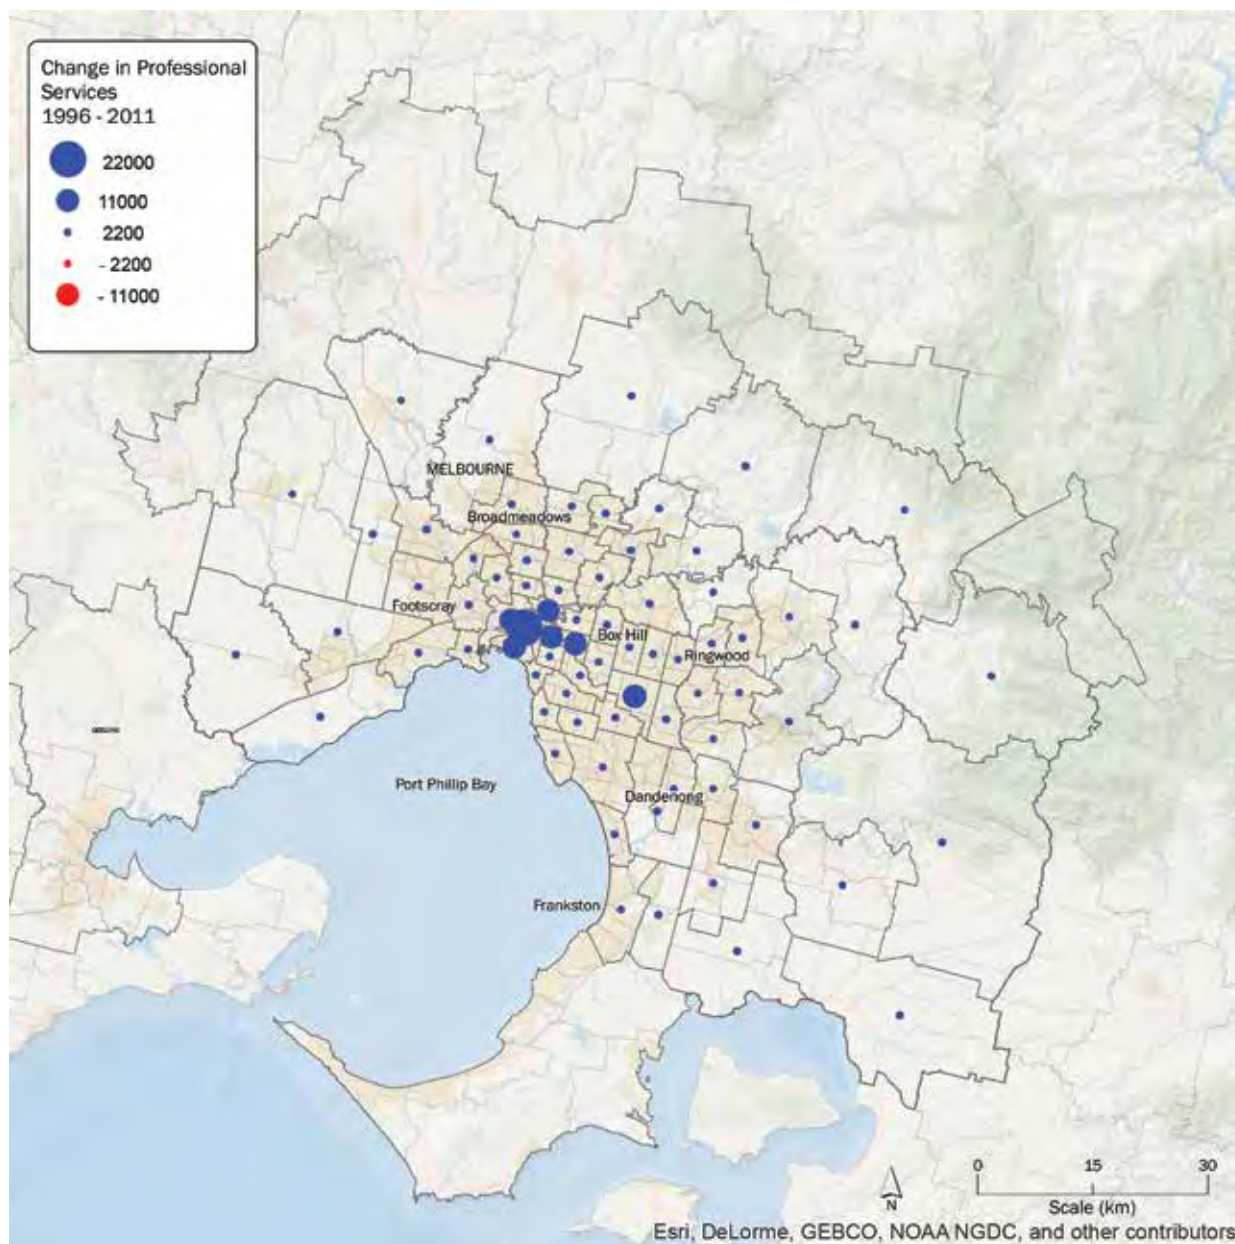 Change in Professional
Services
1996 - 2011
22000
11000
2200
- 2200
- 11000
MELBOURNE
Broadmeadows
Footscray
Box Hill
Ringwood
Port Phillip Bay
Dandenong
Frankston
0 15 30
N
Scale (km)
Esri, DeLorme, GEBCO, NOAA NGDC, and other contributors